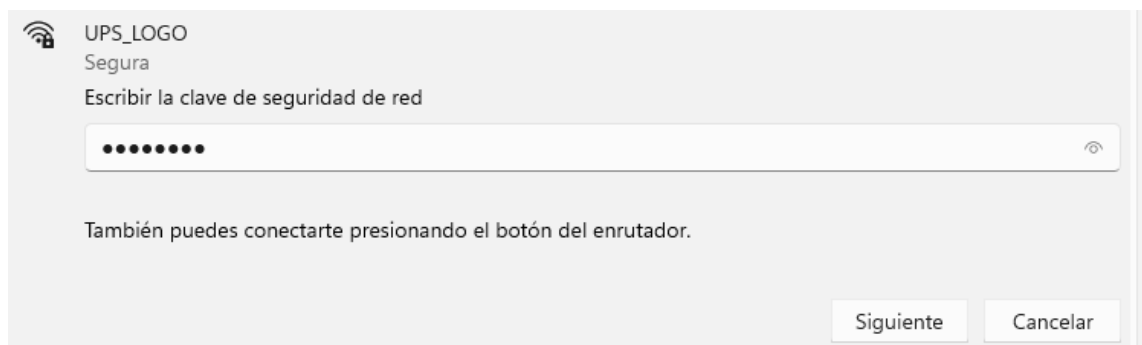 UPS_LOGO
Segura
Escribir la clave de seguridad de red
••••••••
También puedes conectarte presionando el botón del enrutador.
Siguiente Cancelar